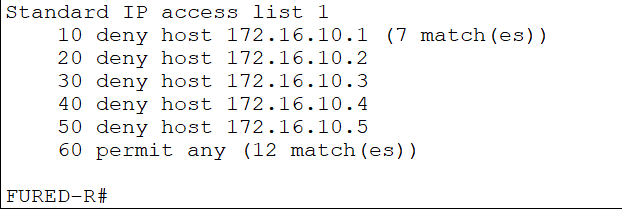 Standard IP access list 1
    10 deny host 172.16.10.1 (7 match(es))
    20 deny host 172.16.10.2
    30 deny host 172.16.10.3
    40 deny host 172.16.10.4
    50 deny host 172.16.10.5
    60 permit any (12 match(es))
FURED-R#